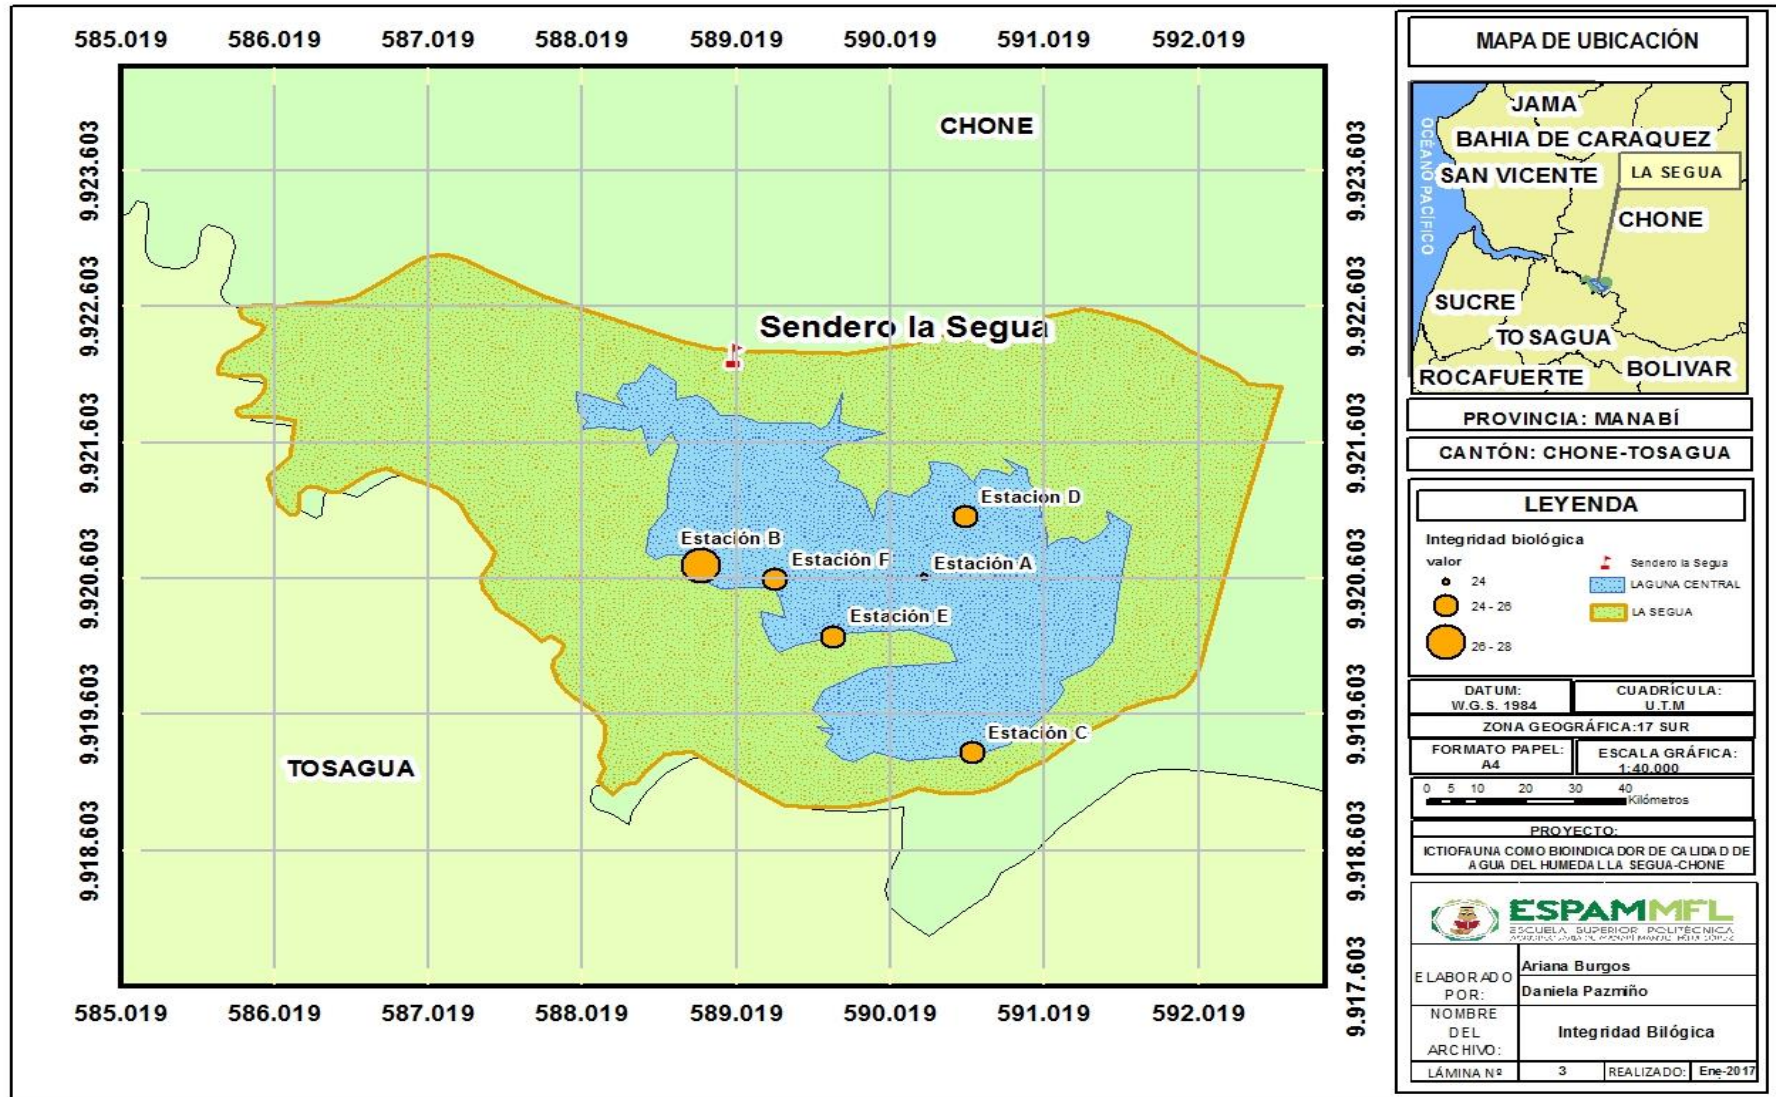 585.019 586.019 587.019 588.019 589.019 590.019 591.019 592.019
9.923.603
9.922.603
9.921.603
9.920.603
9.919.603
9.918.603
CHONE
Sendero la Segua
Estacion D
Estación B
Estación F
Estación A
Estación E
Estación C
TOSAGUA
9.923.603
9.922.603
9.921.603
9.920.603
9.919.603
9.918.603
9.917.603
585.019 586.019 587.019 588.019 589.019 590.019 591.019 592.019
MAPA DE UBICACIÓN
OCÉANO PACÍFICO
JAMA
BAHIA DE CARAQUEZ
SAN VICENTE
LA SEGUA
CHONE
SUCRE
TOSAGUA
ROCAFUERTE
BOLIVAR
PROVINCIA: MANABÍ
CANTÓN: CHONE-TOSAGUA
LEYENDA
Integridad biológica
valor
24
24 - 26
26 - 28
Sendero la Segua
LAGUNA CENTRAL
LA SEGUA
DATUM:
W.G.S. 1984
CUADRÍCULA:
U.T.M
ZONA GEOGRÁFICA:17 SUR
FORMATO PAPEL:
A4
ESCALA GRÁFICA:
1:40.000
0 5 10 20 30 40
Kilómetros
PROYECTO:
ICTIOFAUNA COMO BIOINDICADOR DE CALIDAD DE
AGUA DEL HUMEDAL LA SEGUA-CHONE
ESPAMMFL
ESCUELA SUPERIOR POLITÉCNICA
ELABORADO
POR:
Ariana Burgos
Daniela Pazmiño
NOMBRE
DEL
ARCHIVO:
Integridad Bilógica
LÁMINA Nº 3 REALIZADO: Ene-2017